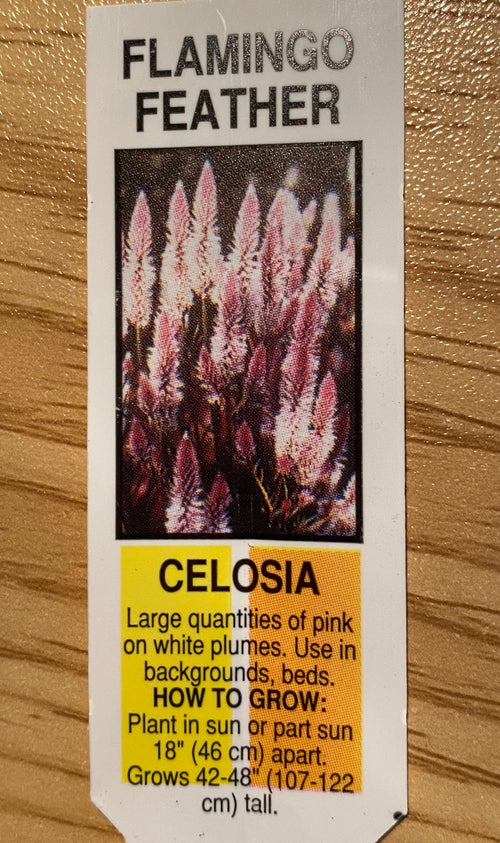 FLAMINGO
FEATHER
CELOSIA
Large quantities of pink
on white plumes. Use in
backgrounds, beds.
HOW TO GROW:
Plant in sun or part sun
18" (46 cm) apart.
Grows 42-48" (107-122
cm) tall.